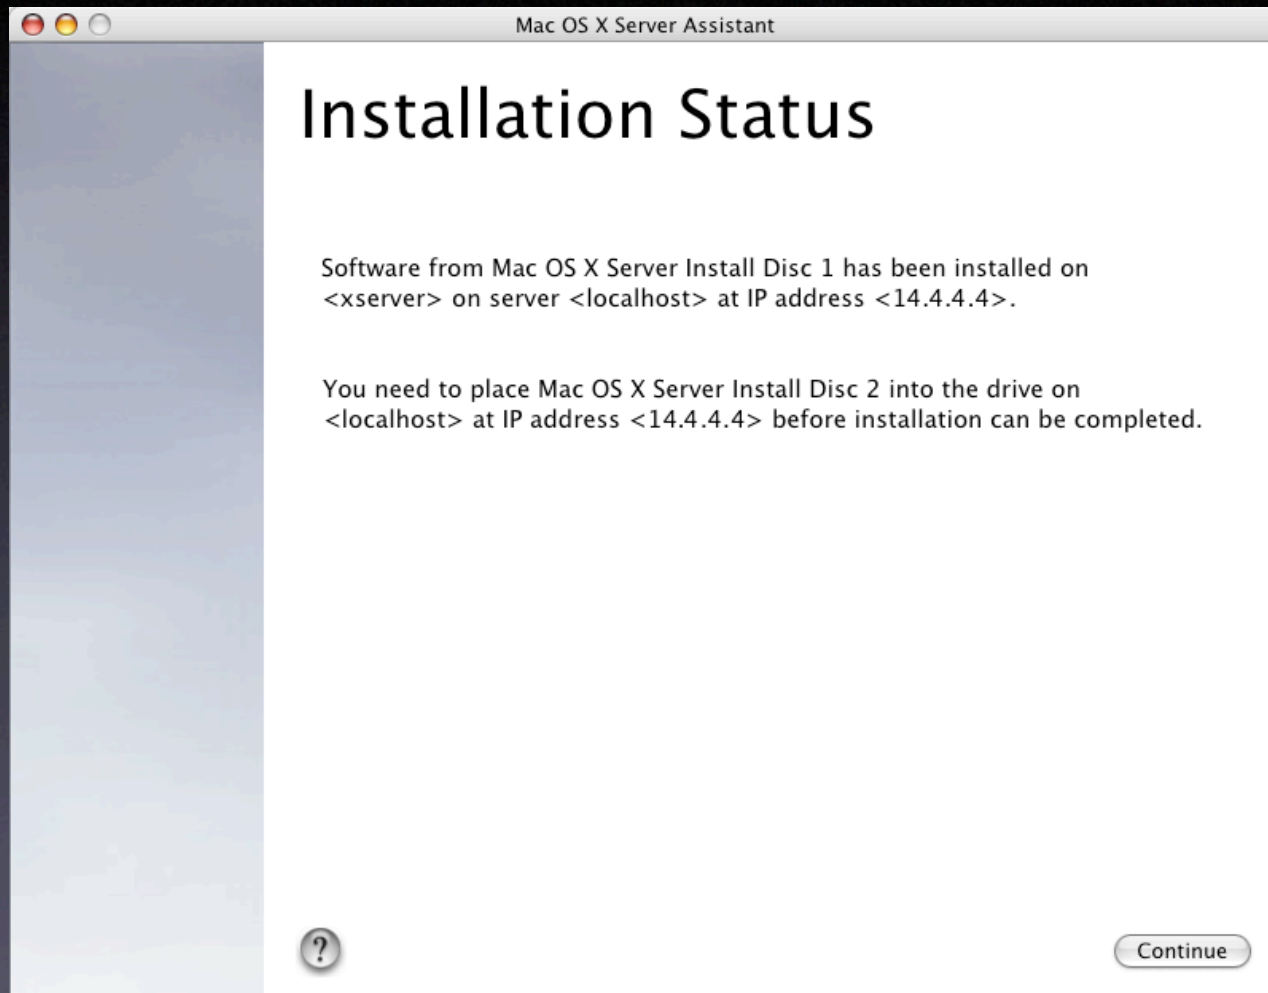 Mac OS X Server Assistant
Installation Status
Software from Mac OS X Server Install Disc 1 has been installed on
<xserver> on server <localhost> at IP address <14.4.4.4>.
You need to place Mac OS X Server Install Disc 2 into the drive on
<localhost> at IP address <14.4.4.4> before installation can be completed.
?
Continue